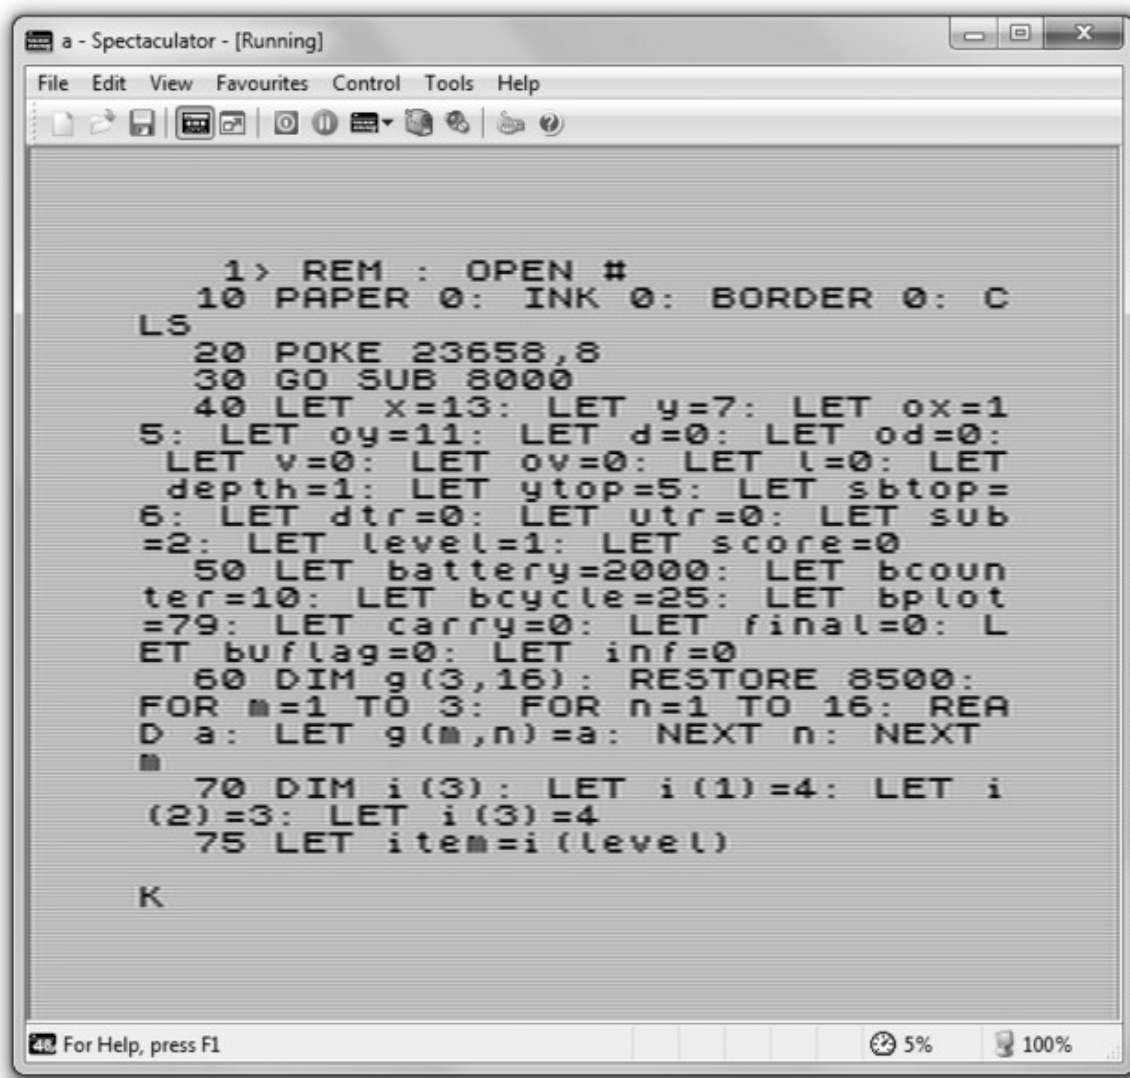 a - Spectaculator - [Running]
File Edit View Favourites Control Tools Help
1> REM : OPEN #
10 PAPER 0: INK 0: BORDER 0: C
LS
20 POKE 23658,8
30 GO SUB 8000
40 LET x=13: LET y=7: LET ox=1
5: LET oy=11: LET d=0: LET od=0:
LET v=0: LET ov=0: LET l=0: LET
depth=1: LET ytop=5: LET sbtop=
6: LET dtr=0: LET utr=0: LET sub
=2: LET level=1: LET score=0
50 LET battery=2000: LET bcoun
ter=10: LET bcycle=25: LET bplot
=79: LET carry=0: LET final=0: L
ET buflag=0: LET inf=0
60 DIM g(3,16): RESTORE 8500:
FOR m=1 TO 3: FOR n=1 TO 16: REA
D a: LET g(m,n)=a: NEXT n: NEXT
m
70 DIM i(3): LET i(1)=4: LET i
(2)=3: LET i(3)=4
75 LET item=i(level)
K
48 For Help, press F1 5% 100%